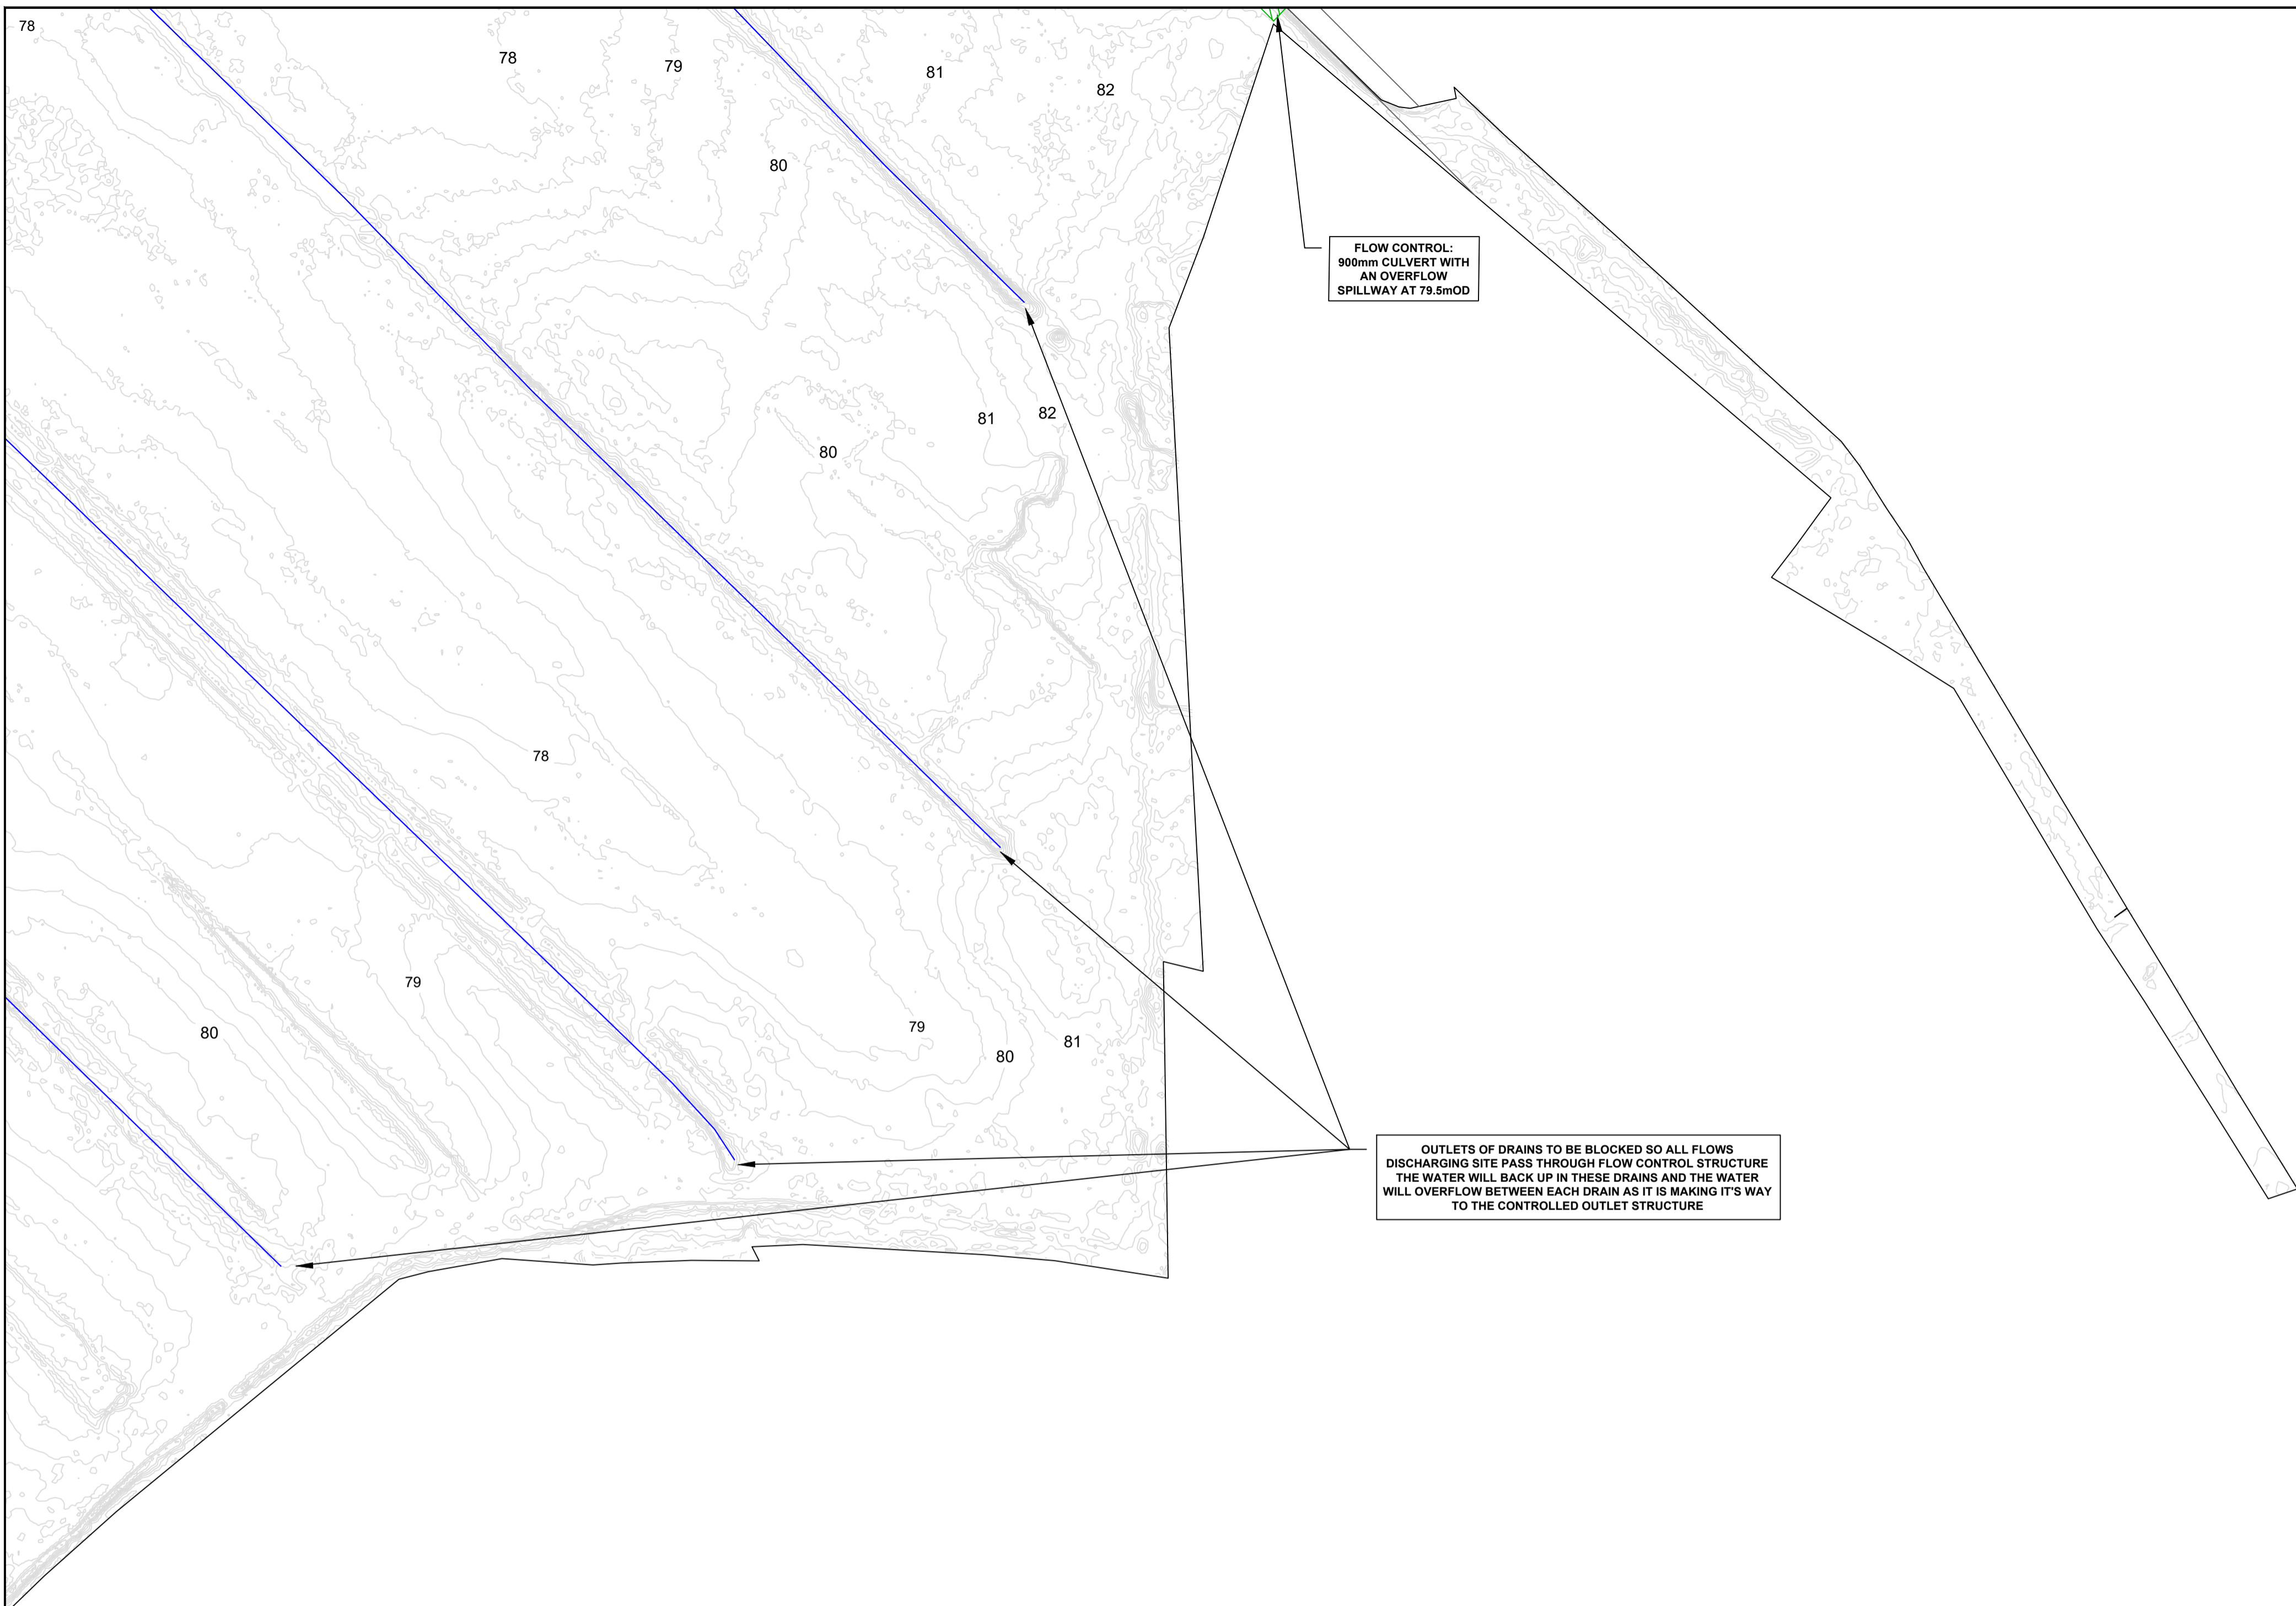 78
78
79
81
82
80
FLOW CONTROL:
900mm CULVERT WITH
AN OVERFLOW
SPILLWAY AT 79.5mOD
81
82
80
78
79
80
79
80
81
OUTLETS OF DRAINS TO BE BLOCKED SO ALL FLOWS
DISCHARGING SITE PASS THROUGH FLOW CONTROL STRUCTURE
THE WATER WILL BACK UP IN THESE DRAINS AND THE WATER
WILL OVERFLOW BETWEEN EACH DRAIN AS IT IS MAKING IT'S WAY
TO THE CONTROLLED OUTLET STRUCTURE